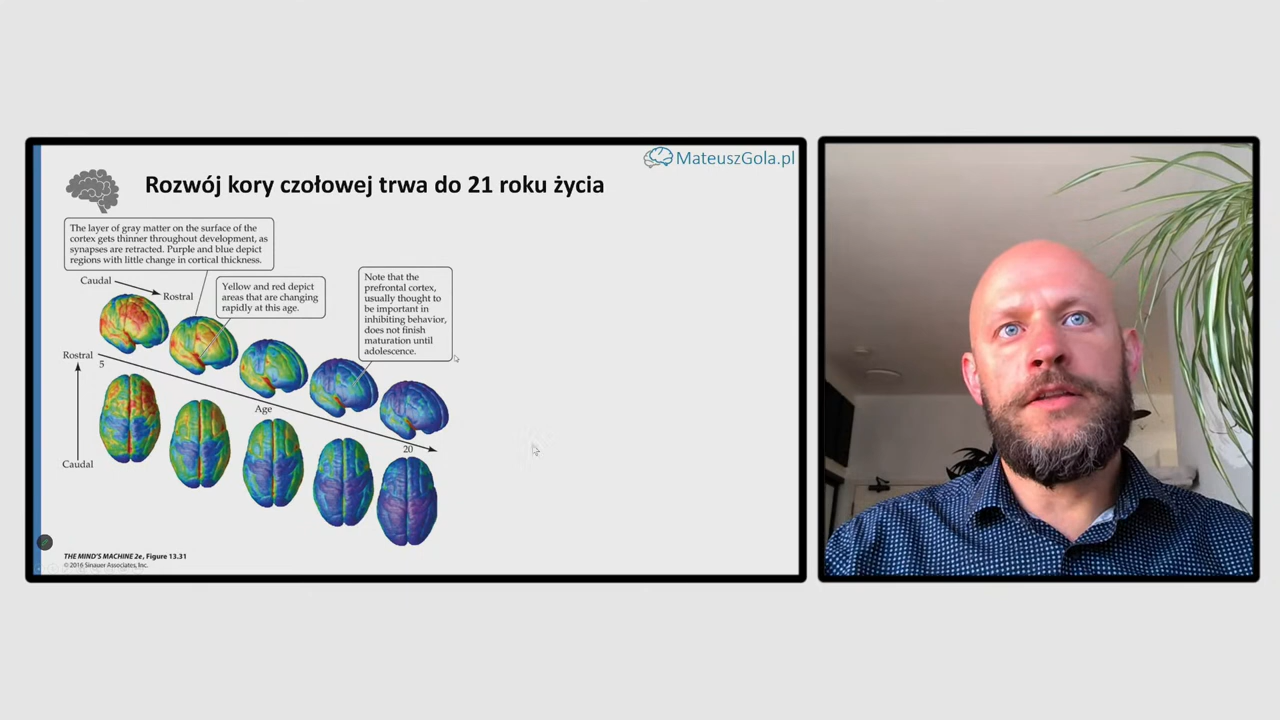 MateuszGola.pl
Rozwój kory czołowej trwa do 21 roku życia
The layer of gray matter on the surface of the
cortex gets thinner throughout development, as
synapses are retracted. Purple and blue depict
regions with little change in cortical thickness.
Caudal
Rostral
Yellow and red depict
areas that are changing
rapidly at this age.
Note that the
prefrontal cortex,
usually thought to
be important in
inhibiting behavior,
does not finish
maturation until
adolescence.
Rostral
5
Age
20
Caudal
THE MIND'S MACHINE 2e, Figure 13.31
© 2016 Sinauer Associates, Inc.